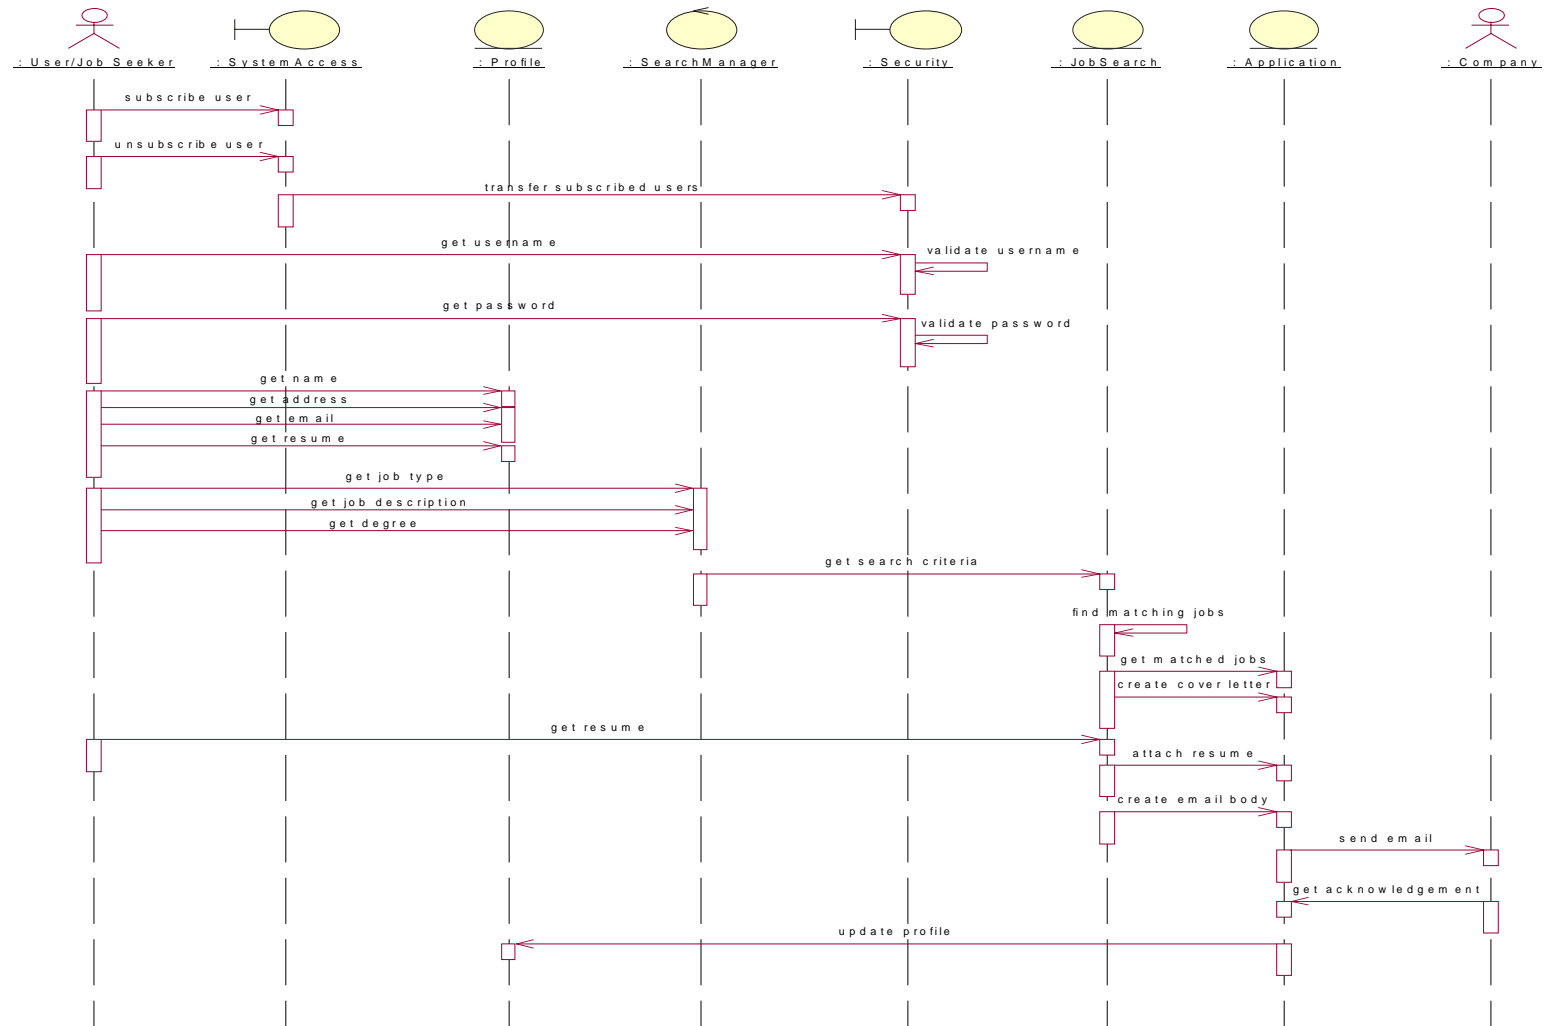 : User/Job Seeker
: SystemAccess
: Profile
: SearchManager
: Security
: JobSearch
: Application
: Company
subscribe user
unsubscribe user
transfer subscribed users
get username
validate username
get password
validate password
get name
get address
get email
get resume
get job type
get job description
get degree
get search criteria
find matching jobs
get matched jobs
create cover letter
get resume
attach resume
create email body
send email
get acknowledgement
update profile